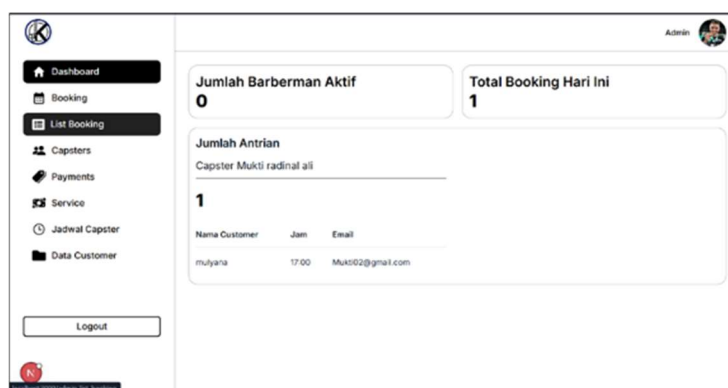 K
Admin
Dashboard
Booking
List Booking
Capsters
Payments
Service
Jadwal Capster
Data Customer
Logout
N
Jumlah Barberman Aktif
0
Total Booking Hari Ini
1
Jumlah Antrian
Capster Mukti radinal ali
1
Nama Customer Jam Email
mulyana 17:00 Mukti02@gmail.com